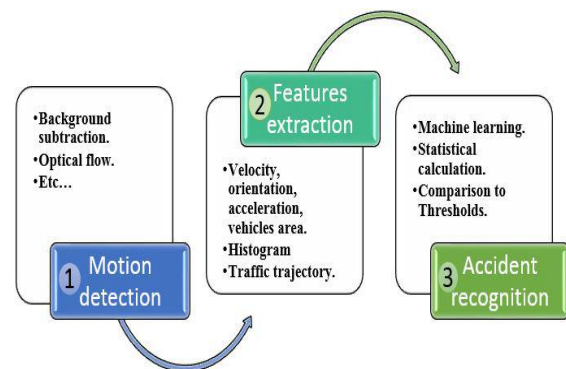 •Background
subtraction.
•Optical flow.
•Etc…
1 Motion
detection
2 Features
extraction
•Velocity,
orientation,
acceleration,
vehicles area.
•Histogram
•Traffic trajectory.
•Machine learning.
•Statistical
calculation.
•Comparison to
Thresholds.
3 Accident
recognition